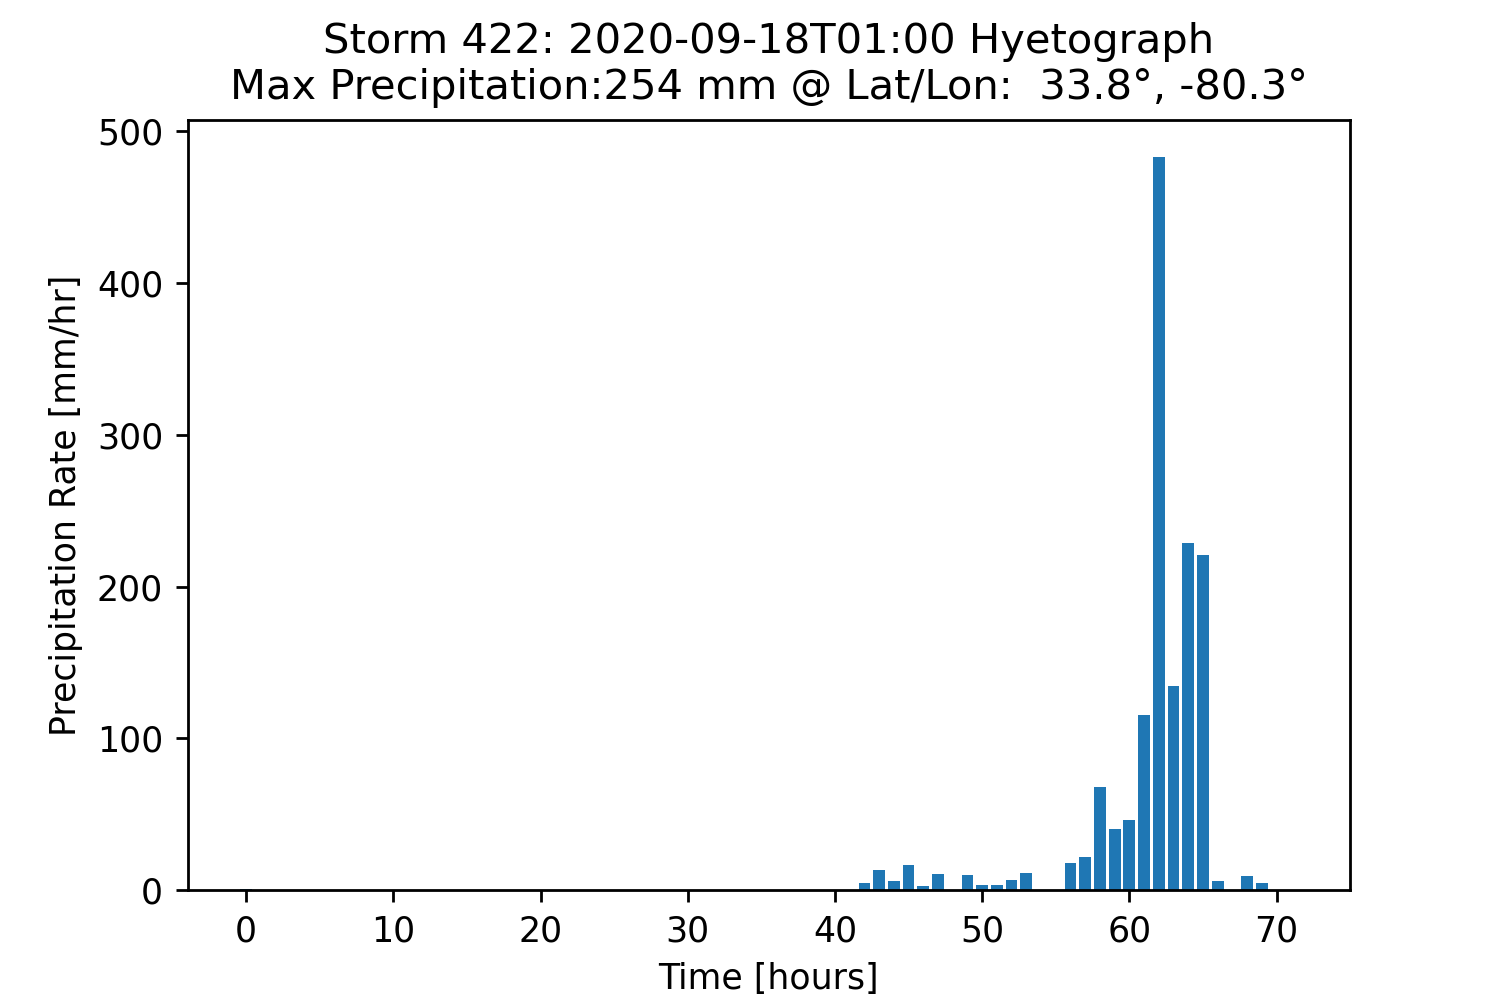 Storm 422: 2020-09-18T01:00 Hyetograph
Max Precipitation:254 mm @ Lat/Lon:  33.8°, -80.3°
500
400
300
200
100
0
Precipitation Rate [mm/hr]
0 10 20 30 40 50 60 70
Time [hours]